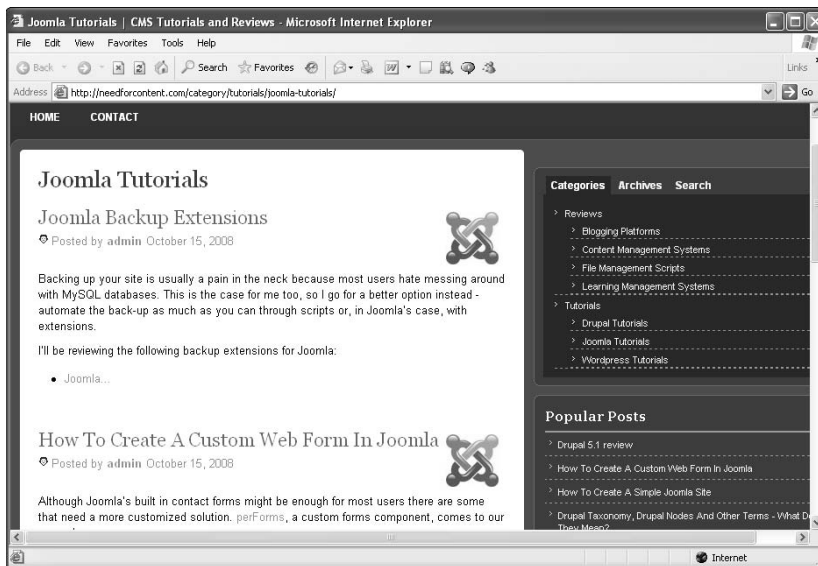 Joomla Tutorials | CMS Tutorials and Reviews - Microsoft Internet Explorer
File Edit View Favorites Tools Help
Back Search Favorites Links
Address http://needforcontent.com/category/tutorials/joomla-tutorials/ Go
HOME CONTACT
Joomla Tutorials
Joomla Backup Extensions
Posted by admin October 15, 2008
Backing up your site is usually a pain in the neck because most users hate messing around
with MySQL databases. This is the case for me too, so I go for a better option instead -
automate the back-up as much as you can through scripts or, in Joomla's case, with
extensions.
I'll be reviewing the following backup extensions for Joomla:
• Joomla...
How To Create A Custom Web Form In Joomla
Posted by admin October 15, 2008
Although Joomla's built in contact forms might be enough for most users there are some
that need a more customized solution. perForms, a custom forms component, comes to our
Categories Archives Search
Reviews
Blogging Platforms
Content Management Systems
File Management Scripts
Learning Management Systems
Tutorials
Drupal Tutorials
Joomla Tutorials
Wordpress Tutorials
Popular Posts
Drupal 5.1 review
How To Create A Custom Web Form In Joomla
How To Create A Simple Joomla Site
Drupal Taxonomy, Drupal Nodes And Other Terms - What Do
They Mean?
Internet